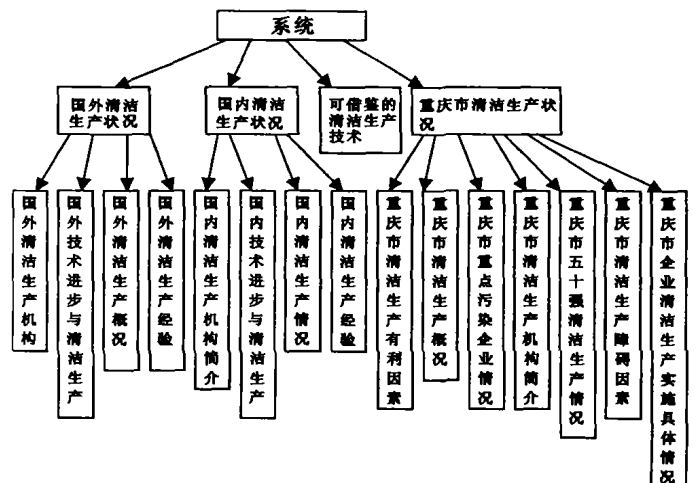 系统
国外清洁
生产状况
国内清洁
生产状况
可借鉴的
清洁生产
技术
重庆市清洁生产状
况
国外清洁生产机构
国外技术进步与清洁生产
国外清洁生产概况
国外清洁生产经验
国内清洁生产机构简介
国内技术进步与清洁生产
国内清洁生产情况
国内清洁生产经验
重庆市清洁生产有利因素
重庆市清洁生产概况
重庆市重点污染企业情况
重庆市清洁生产机构简介
重庆市五十强清洁生产情况
重庆市清洁生产障碍因素
重庆市企业清洁生产实施具体情况